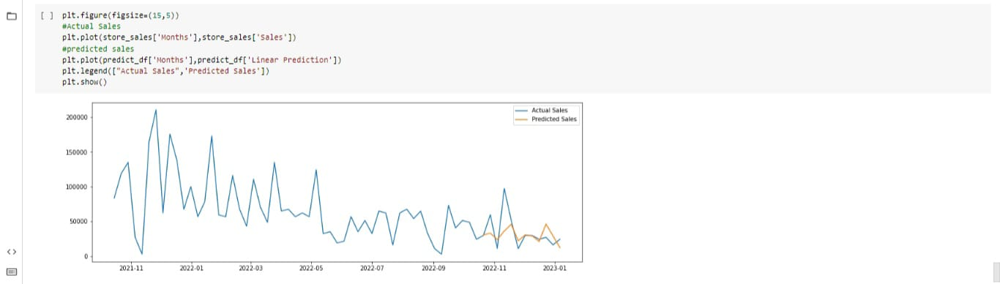 [ ] plt.figure(figsize=(15,5))
#Actual Sales
plt.plot(store_sales['Months'],store_sales['Sales'])
#predicted sales
plt.plot(predict_df['Months'],predict_df['Linear Prediction'])
plt.legend(["Actual Sales",'Predicted Sales'])
plt.show()
Actual Sales
Predicted Sales
200000
150000
100000
50000
0
2021-11 2022-01 2022-03 2022-05 2022-07 2022-09 2022-11 2023-01